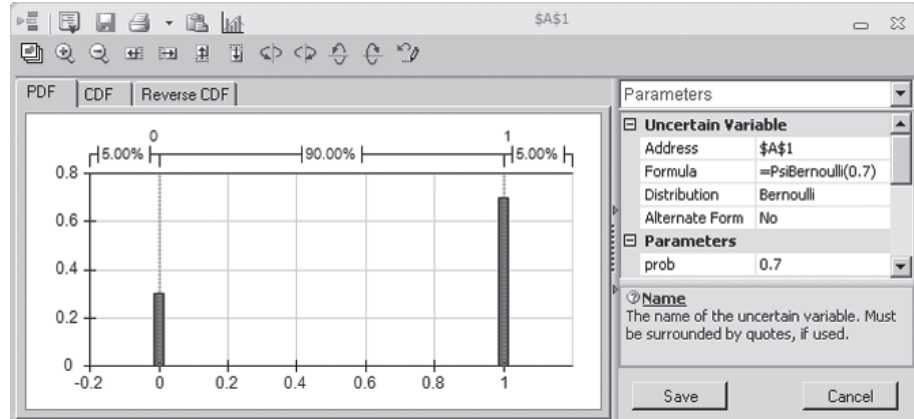 $A$1
PDF CDF Reverse CDF
0 1
5.00% 90.00% 5.00%
0.8
0.6
0.4
0.2
0
-0.2 0 0.2 0.4 0.6 0.8 1
Parameters
Uncertain Variable
Address $A$1
Formula =PsiBernoulli(0.7)
Distribution Bernoulli
Alternate Form No
Parameters
prob 0.7
Name
The name of the uncertain variable. Must
be surrounded by quotes, if used.
Save Cancel